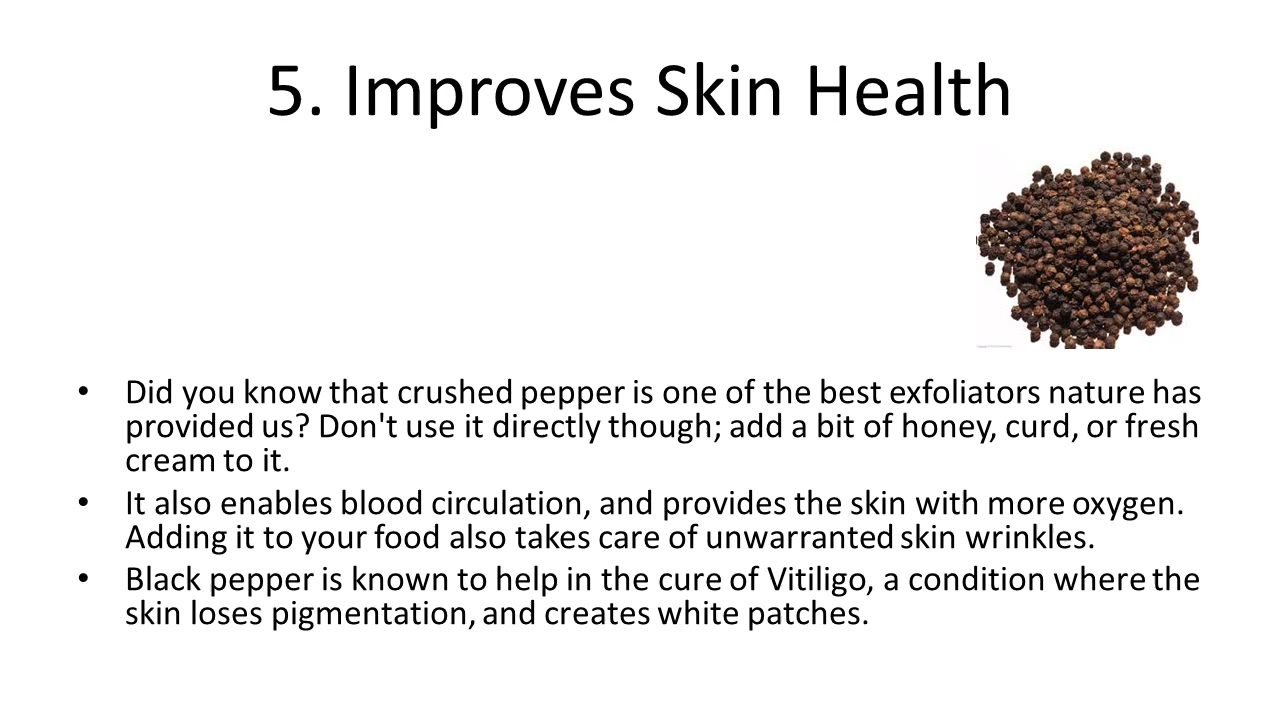 5. Improves Skin Health
• Did you know that crushed pepper is one of the best exfoliators nature has
provided us? Don't use it directly though; add a bit of honey, curd, or fresh
cream to it.
• It also enables blood circulation, and provides the skin with more oxygen.
Adding it to your food also takes care of unwarranted skin wrinkles.
• Black pepper is known to help in the cure of Vitiligo, a condition where the
skin loses pigmentation, and creates white patches.